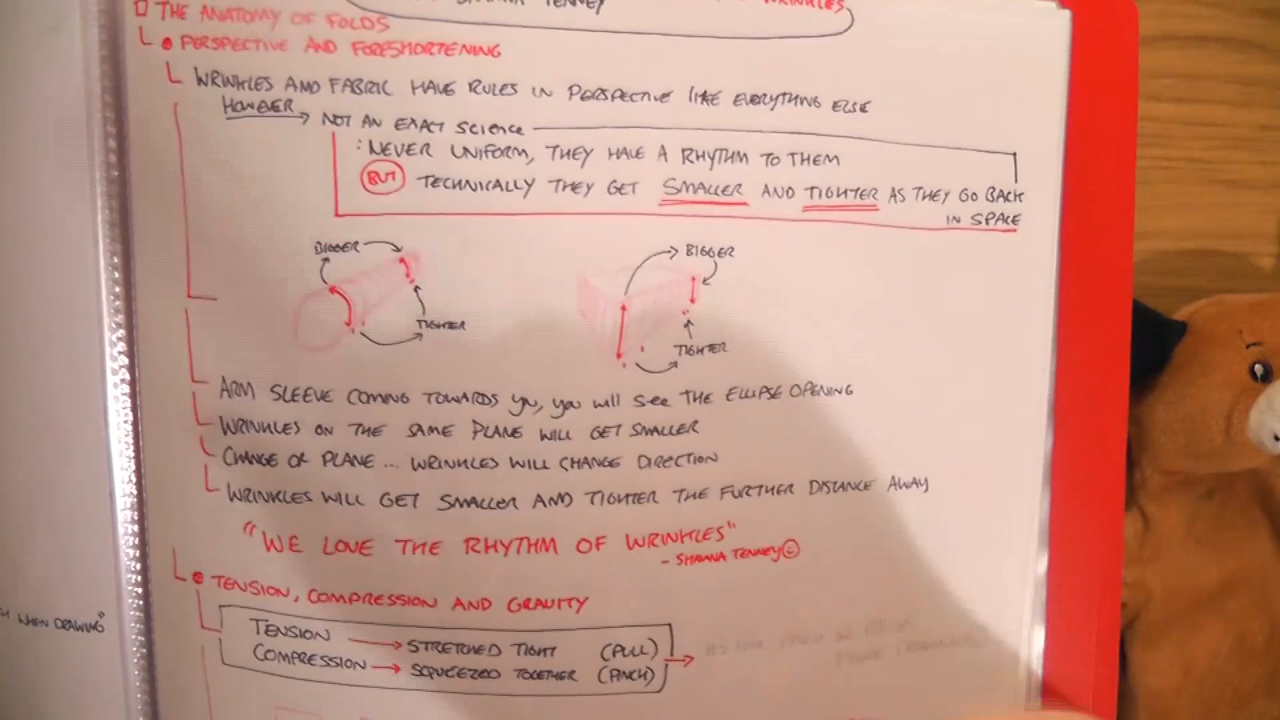 SHAWNA TENNEY
WRINKLES
THE ANATOMY OF FOLDS
PERSPECTIVE AND FORESHORTENING
WRINKLES AND FABRIC HAVE RULES IN PERSPECTIVE LIKE EVERYTHING ELSE
HOWEVER
NOT AN EXACT SCIENCE
: NEVER UNIFORM, THEY HAVE A RHYTHM TO THEM
BUT TECHNICALLY THEY GET SMALLER AND TIGHTER AS THEY GO BACK
IN SPACE
BIGGER
TIGHTER
BIGGER
TIGHTER
ARM SLEEVE COMING TOWARDS you, you will see THE ELLIPSE OPENING
WRINKLES ON THE SAME PLANE WILL GET SMALLER
CHANGE OF PLANE ... WRINKLES WILL CHANGE DIRECTION
WRINKLES WILL GET SMALLER AND TIGHTER THE FURTHER DISTANCE AWAY
"WE LOVE THE RHYTHM OF WRINKLES"
- SHAWNA TENNEY
TENSION, COMPRESSION AND GRAVITY
TENSION → STRETCHED TIGHT (PULL)
COMPRESSION → SQUEEZED TOGETHER (PINCH)
WHEN DRAWING"